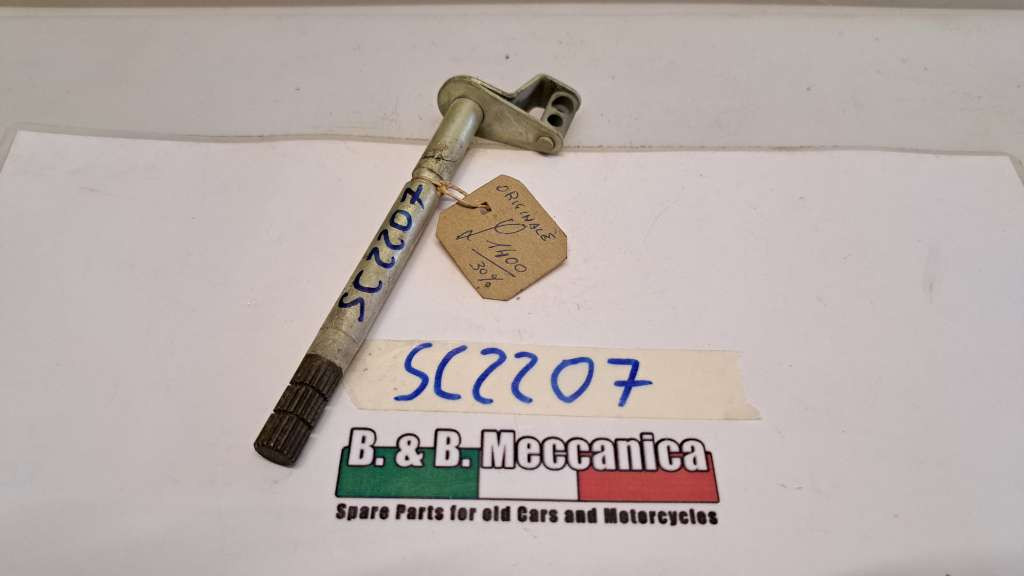 SC2207
ORIGINALE
£ 1400
30%
SC2207
B. & B. Meccanica
Spare Parts for old Cars and Motorcycles